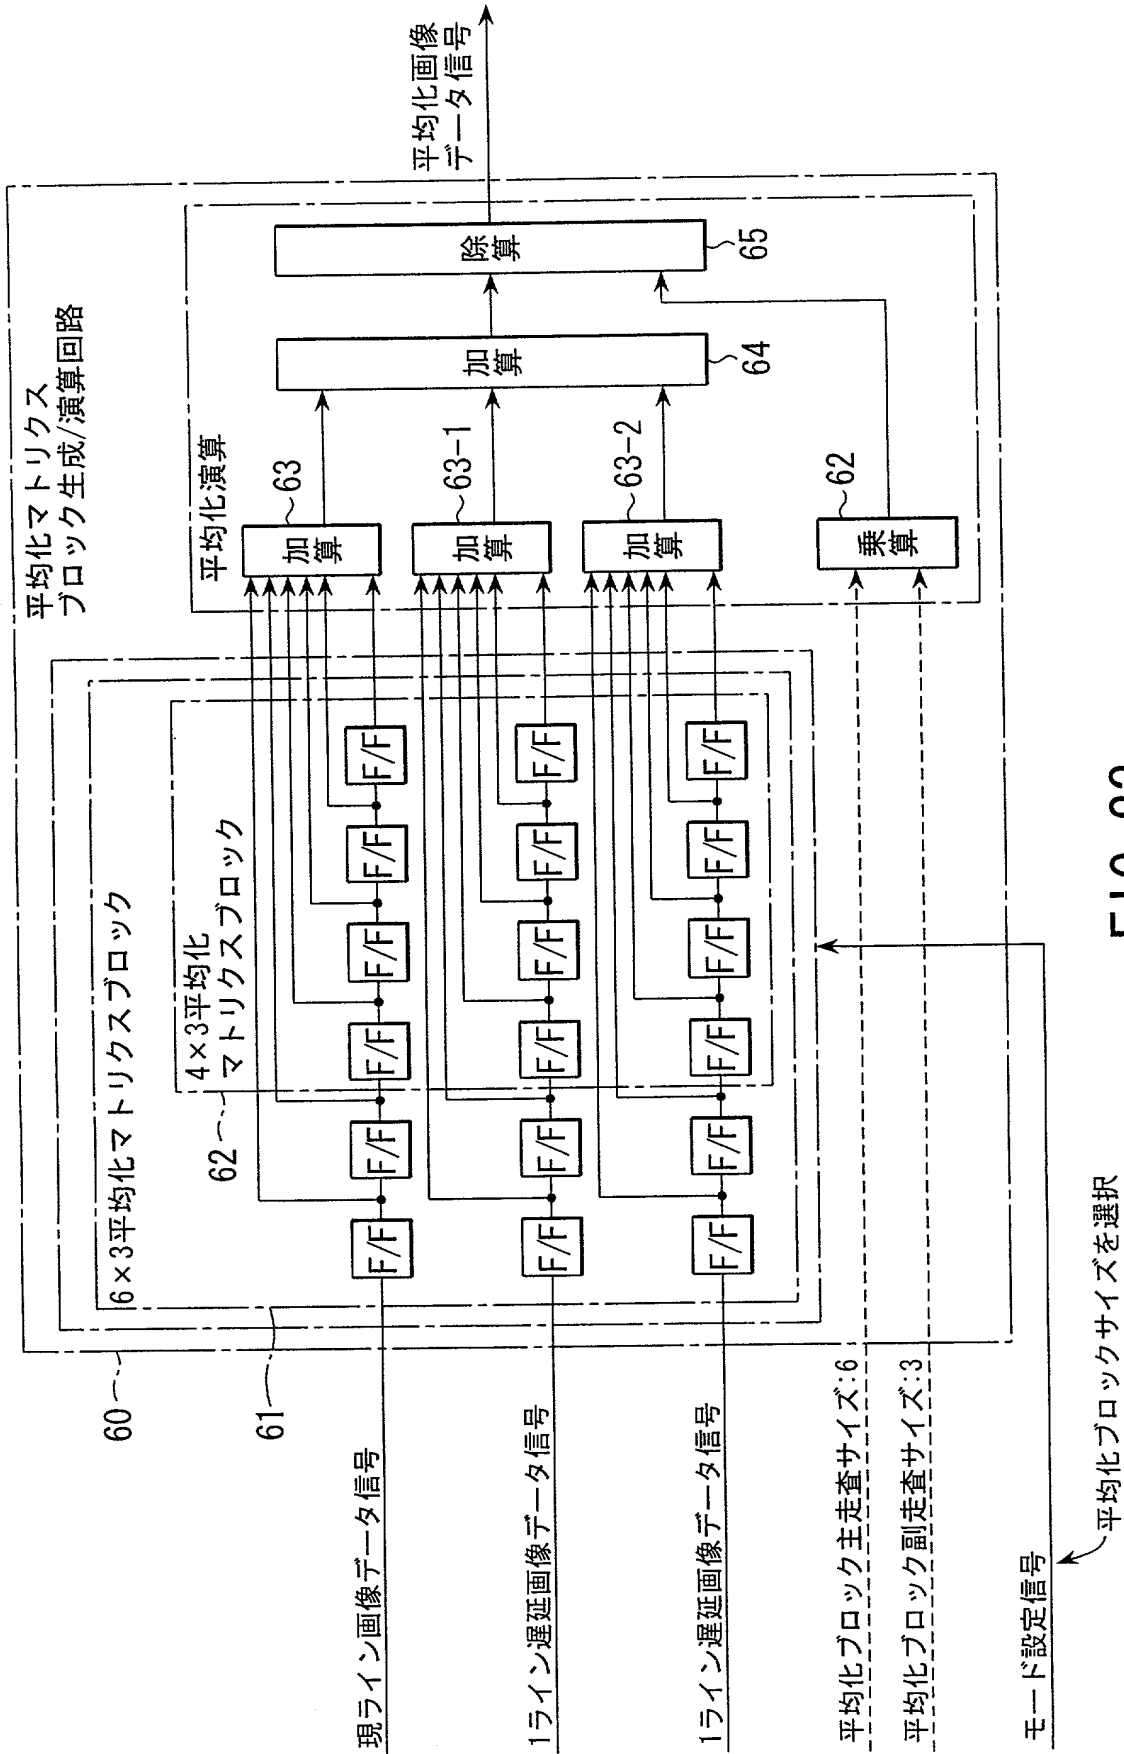 平均化マトリクス
ブロック生成/演算回路
6×3平均化マトリクスブロック
4×3平均化
マトリクスブロック
平均化演算
60
61
62
現ライン画像データ信号
F/F
F/F
F/F
F/F
F/F
F/F
加算
63
1ライン遅延画像データ信号
F/F
F/F
F/F
F/F
F/F
F/F
加算
63-1
1ライン遅延画像データ信号
F/F
F/F
F/F
F/F
F/F
F/F
加算
63-2
加算
64
除算
65
平均化画像
データ信号
平均化ブロック主走査サイズ:6
平均化ブロック副走査サイズ:3
乗算
62
モード設定信号
平均化ブロックサイズを選択